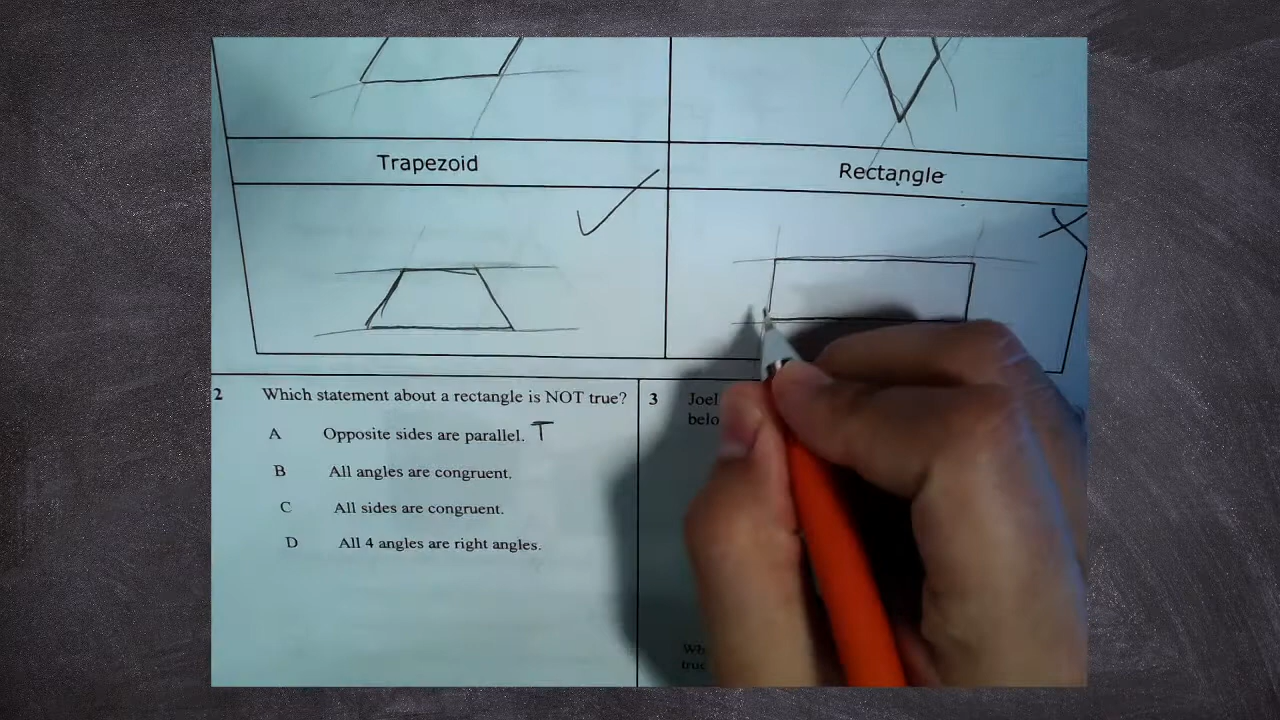 Trapezoid
Rectangle
2 Which statement about a rectangle is NOT true?
A Opposite sides are parallel. T
B All angles are congruent.
C All sides are congruent.
D All 4 angles are right angles.
3 Joel